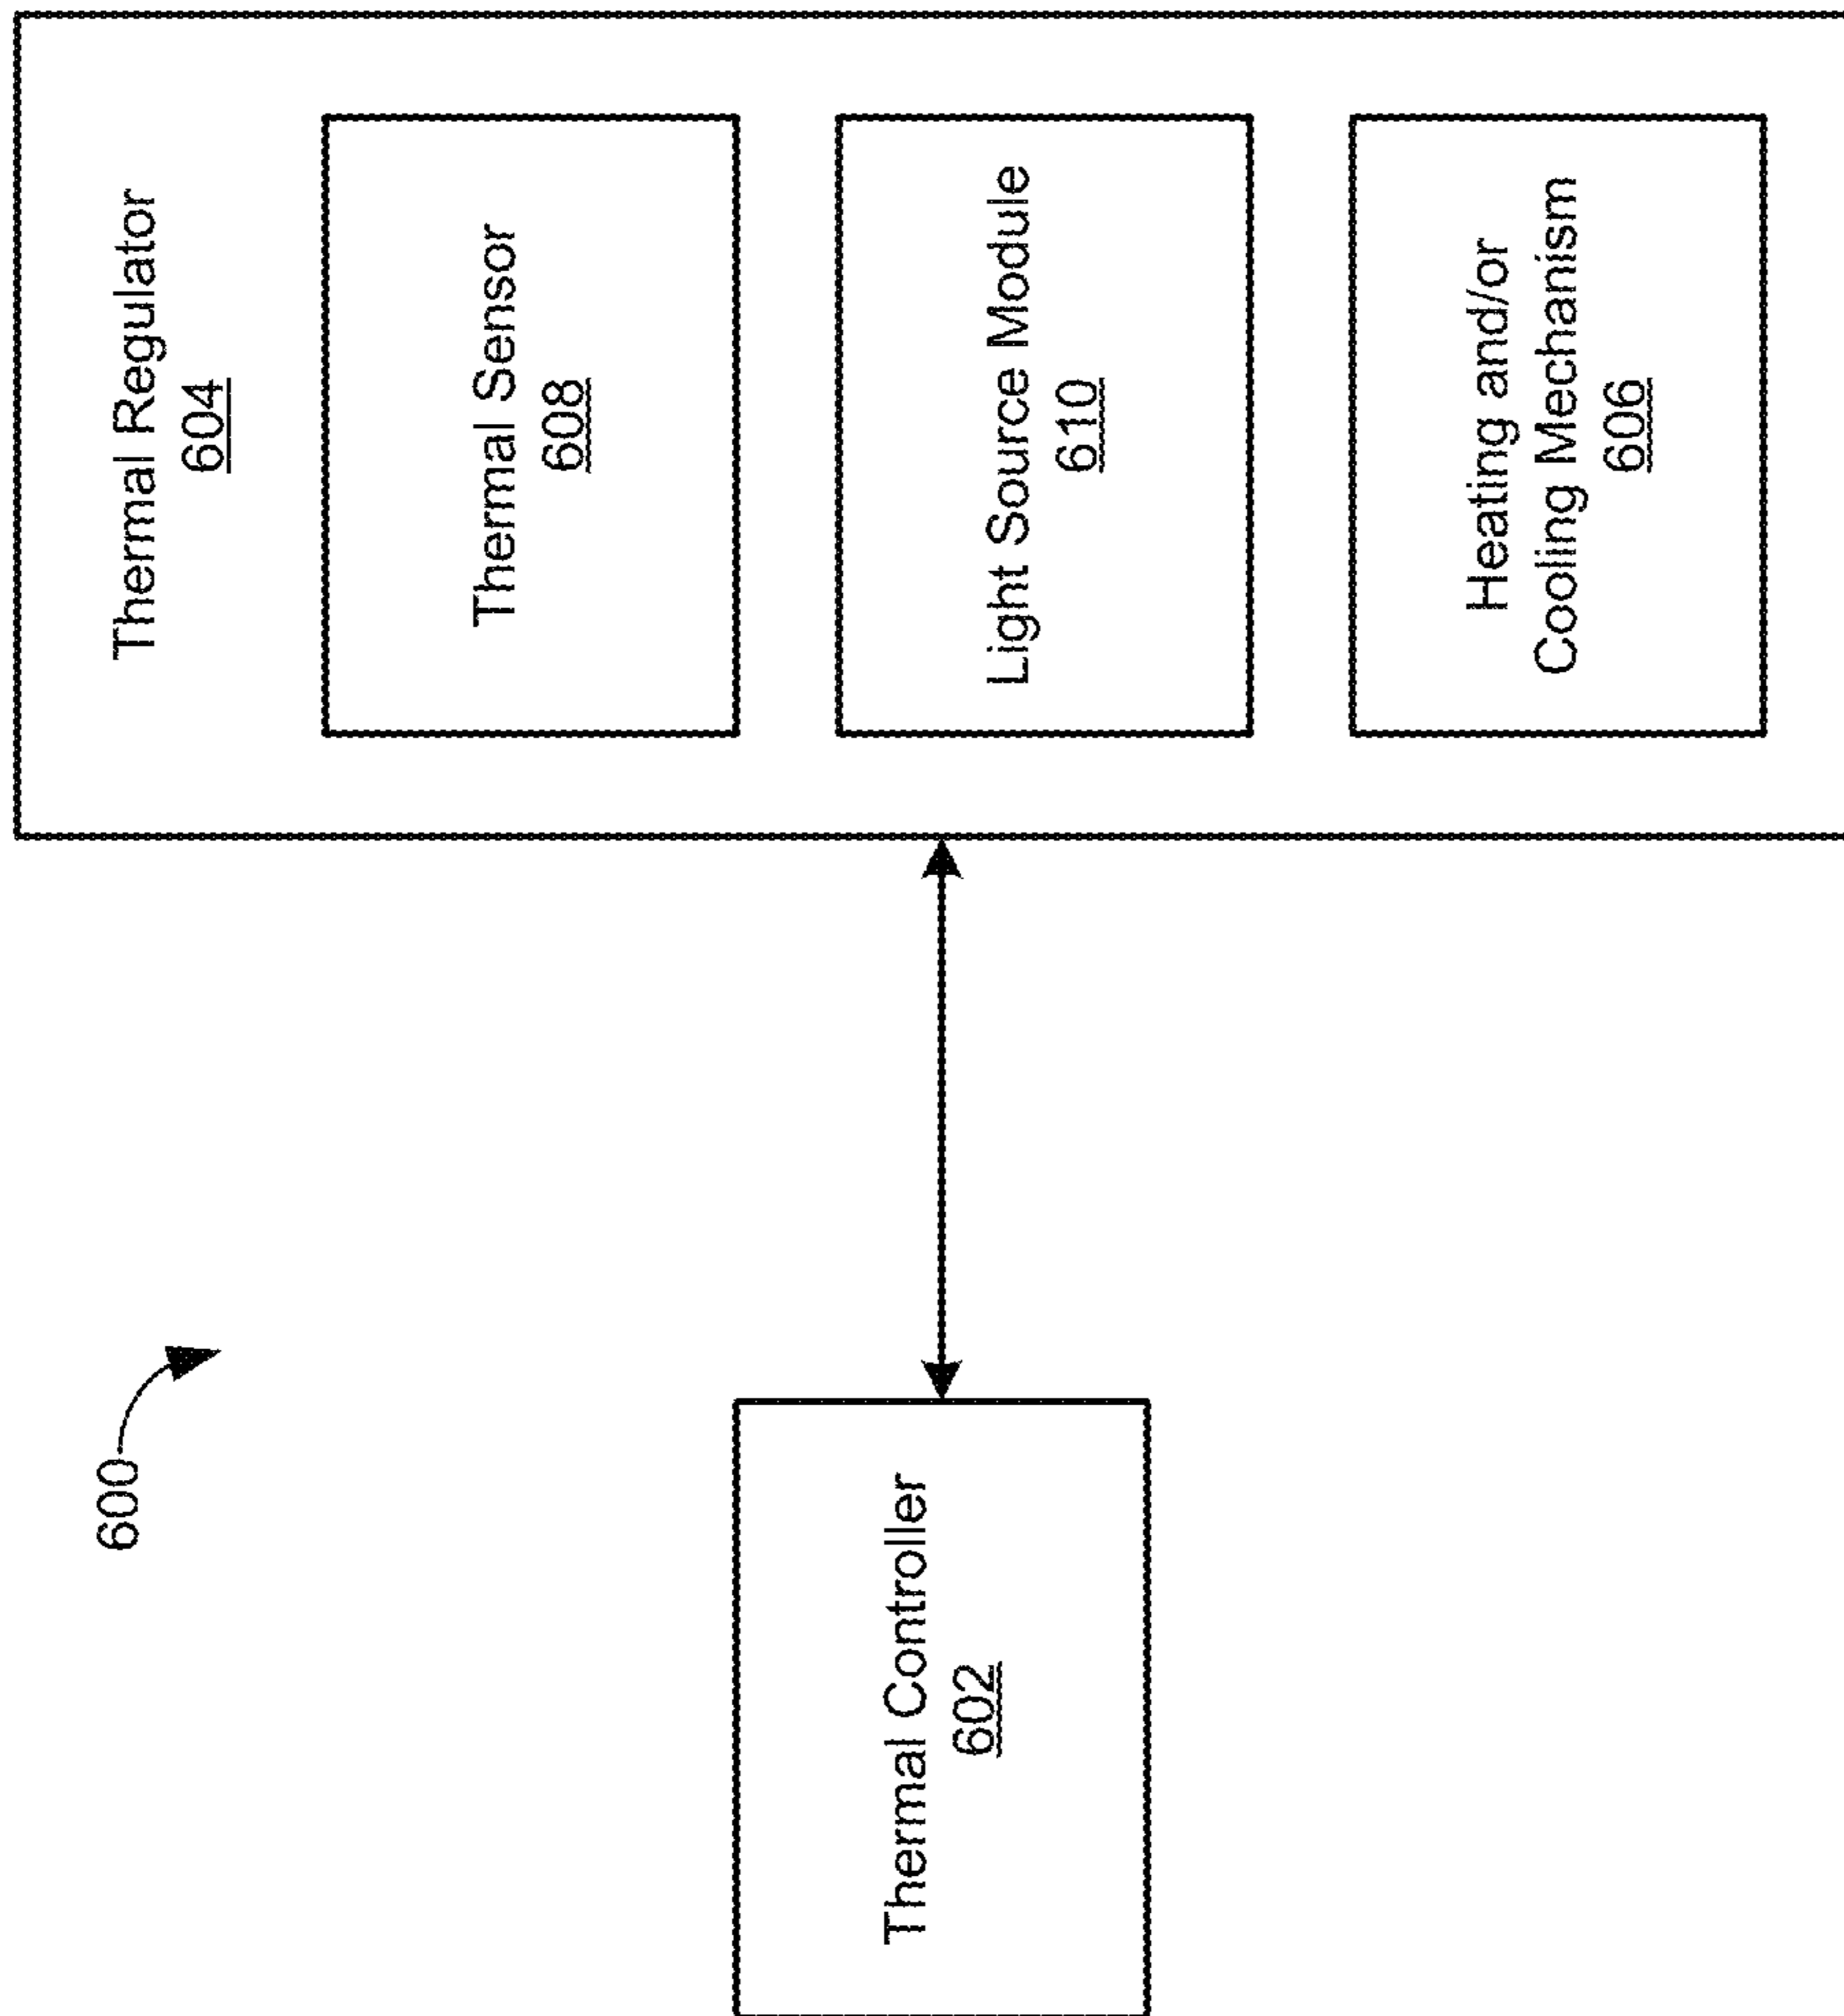 600
Thermal Controller
602
Thermal Regulator
604
Thermal Sensor
608
Light Source Module
610
Heating and/or
Cooling Mechanism
606